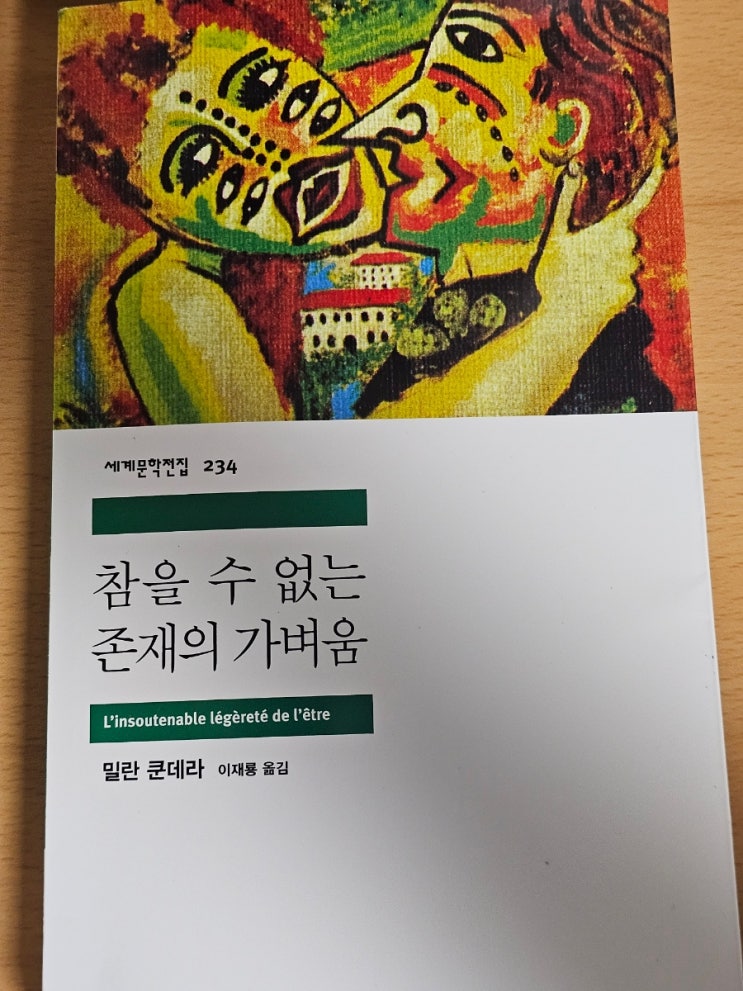 세계문학전집 234
참을 수 없는
존재의 가벼움
L'insoutenable légèreté de l'être
밀란 쿤데라 이재룡 옮김